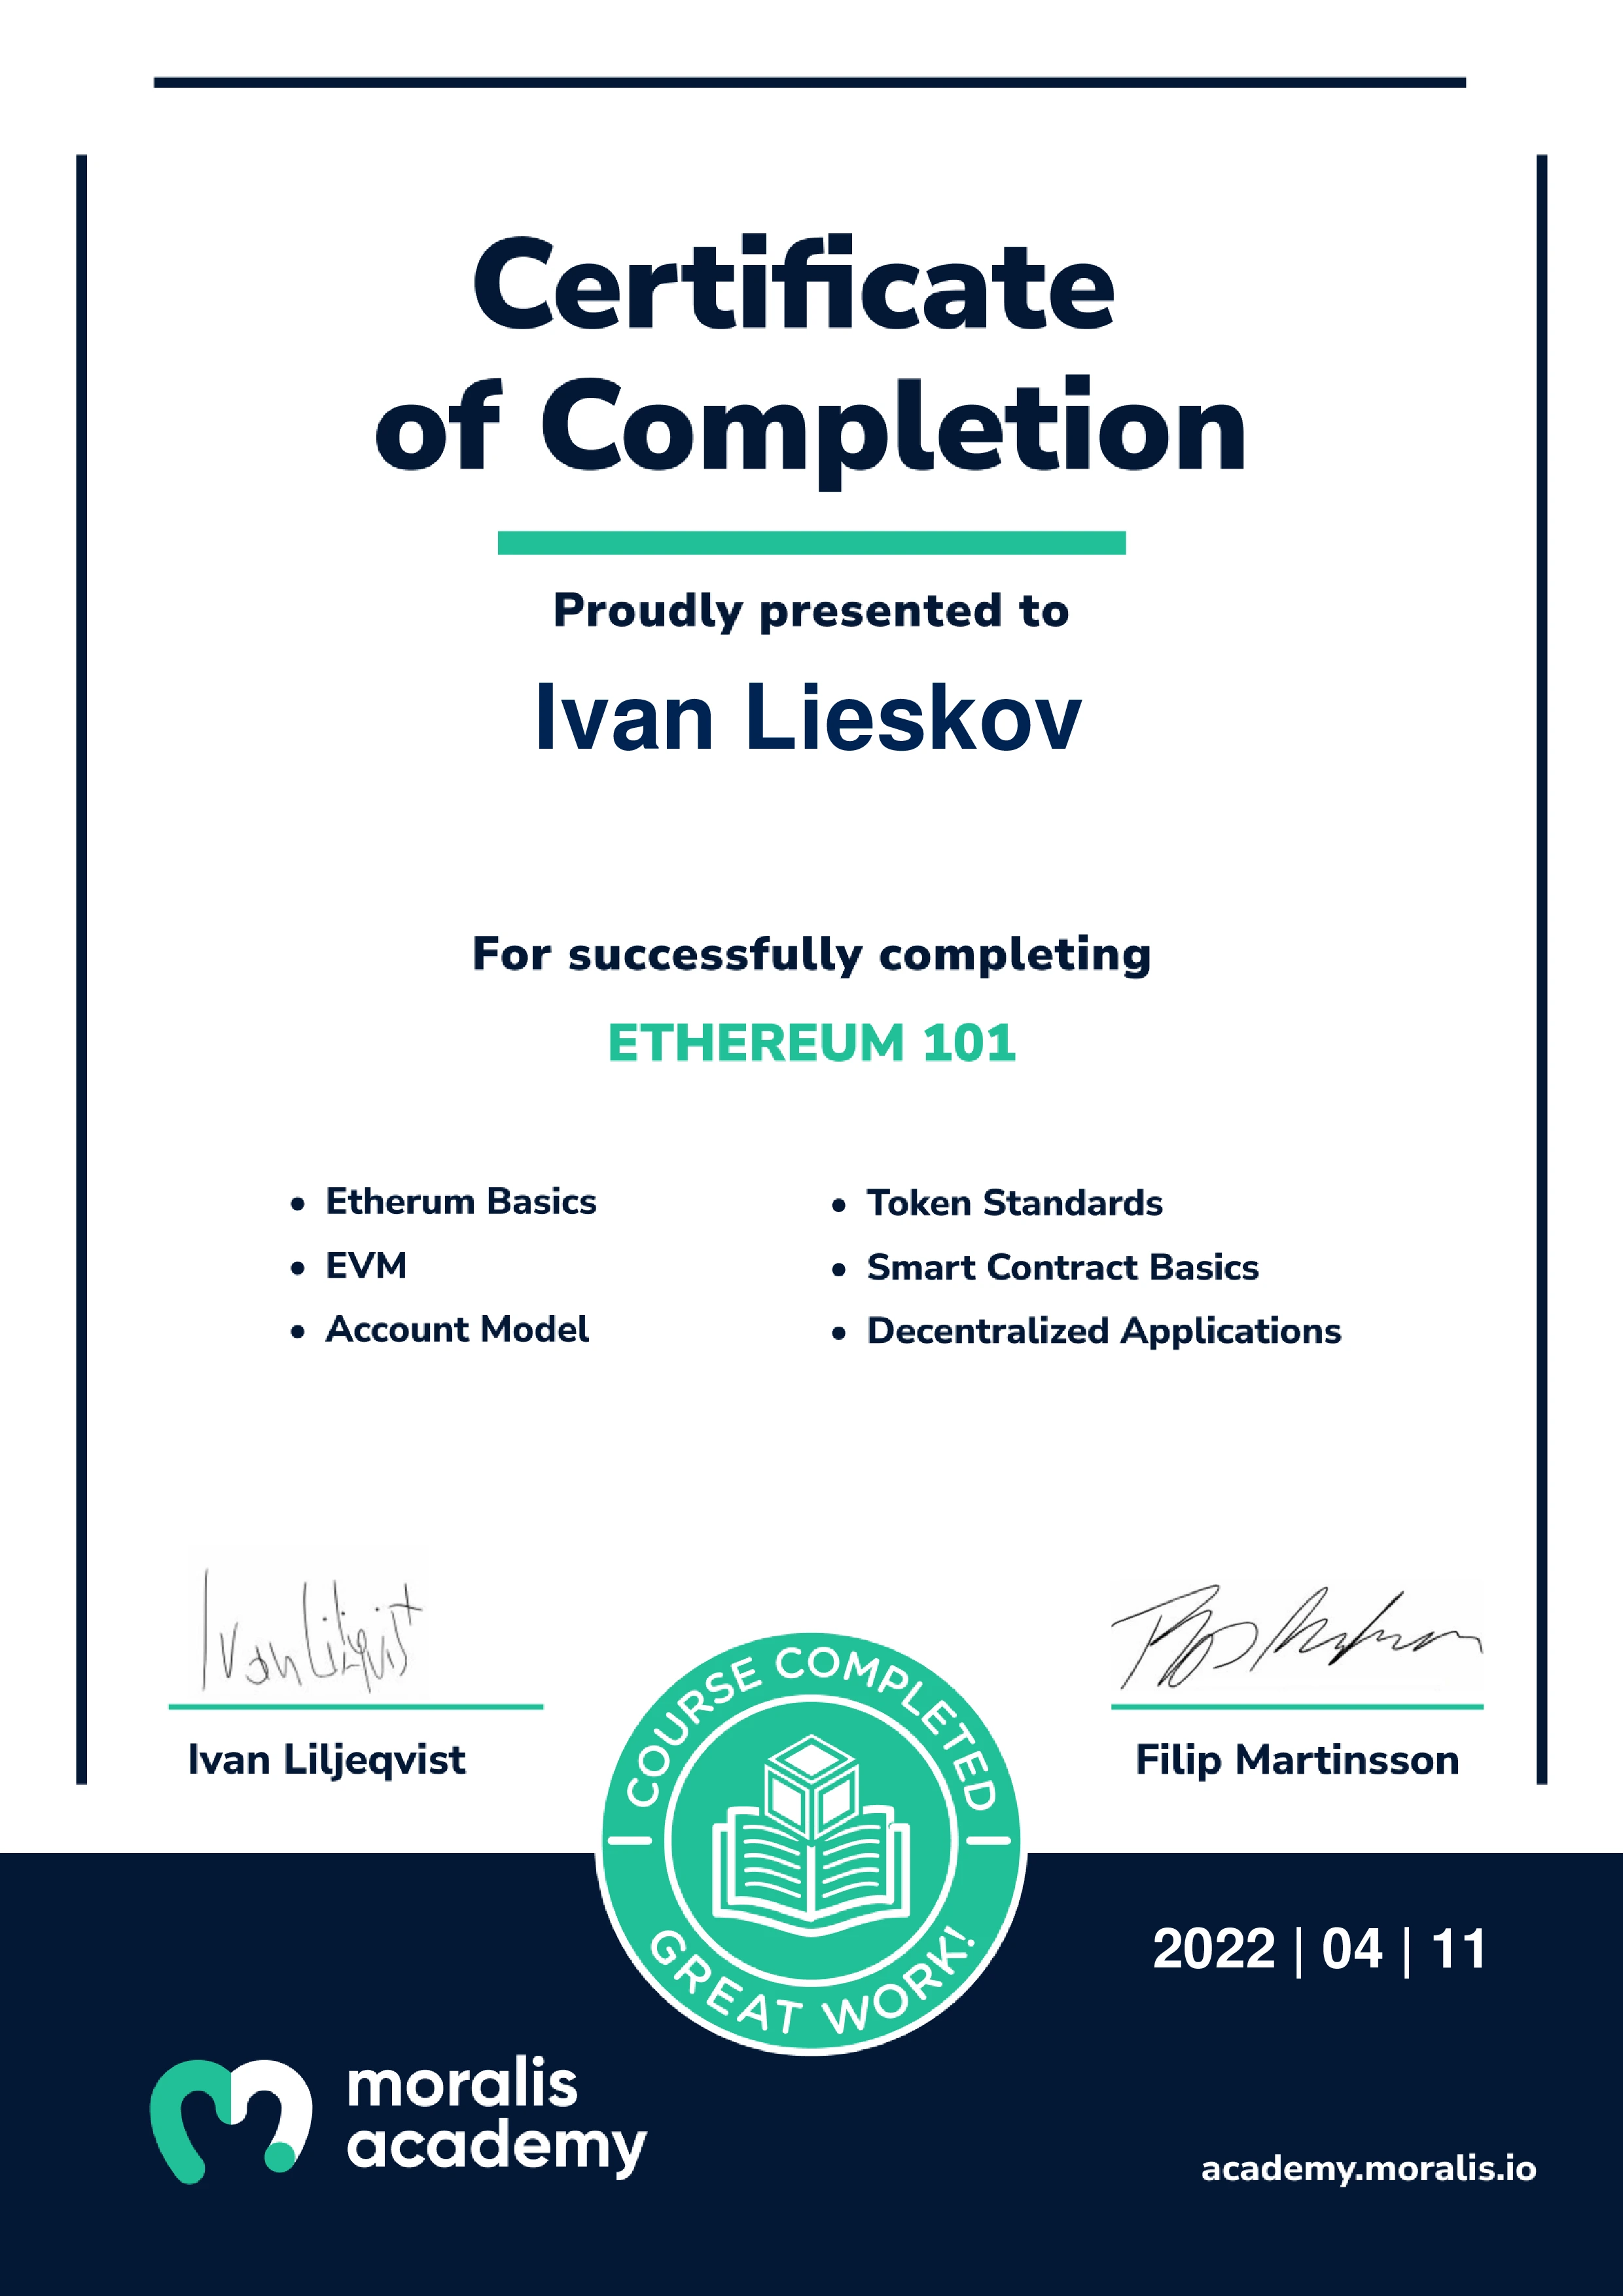 Certificate
of Completion
Proudly presented to
Ivan Lieskov
For successfully completing
ETHEREUM 101
• Etherum Basics
• EVM
• Account Model
• Token Standards
• Smart Contract Basics
• Decentralized Applications
Ivan Liljeqvist
Ivan Liljeqvist
Filip Martinsson
COURSE COMPLETED
GREAT WORK!
2022 | 04 | 11
moralis
academy
academy.moralis.io